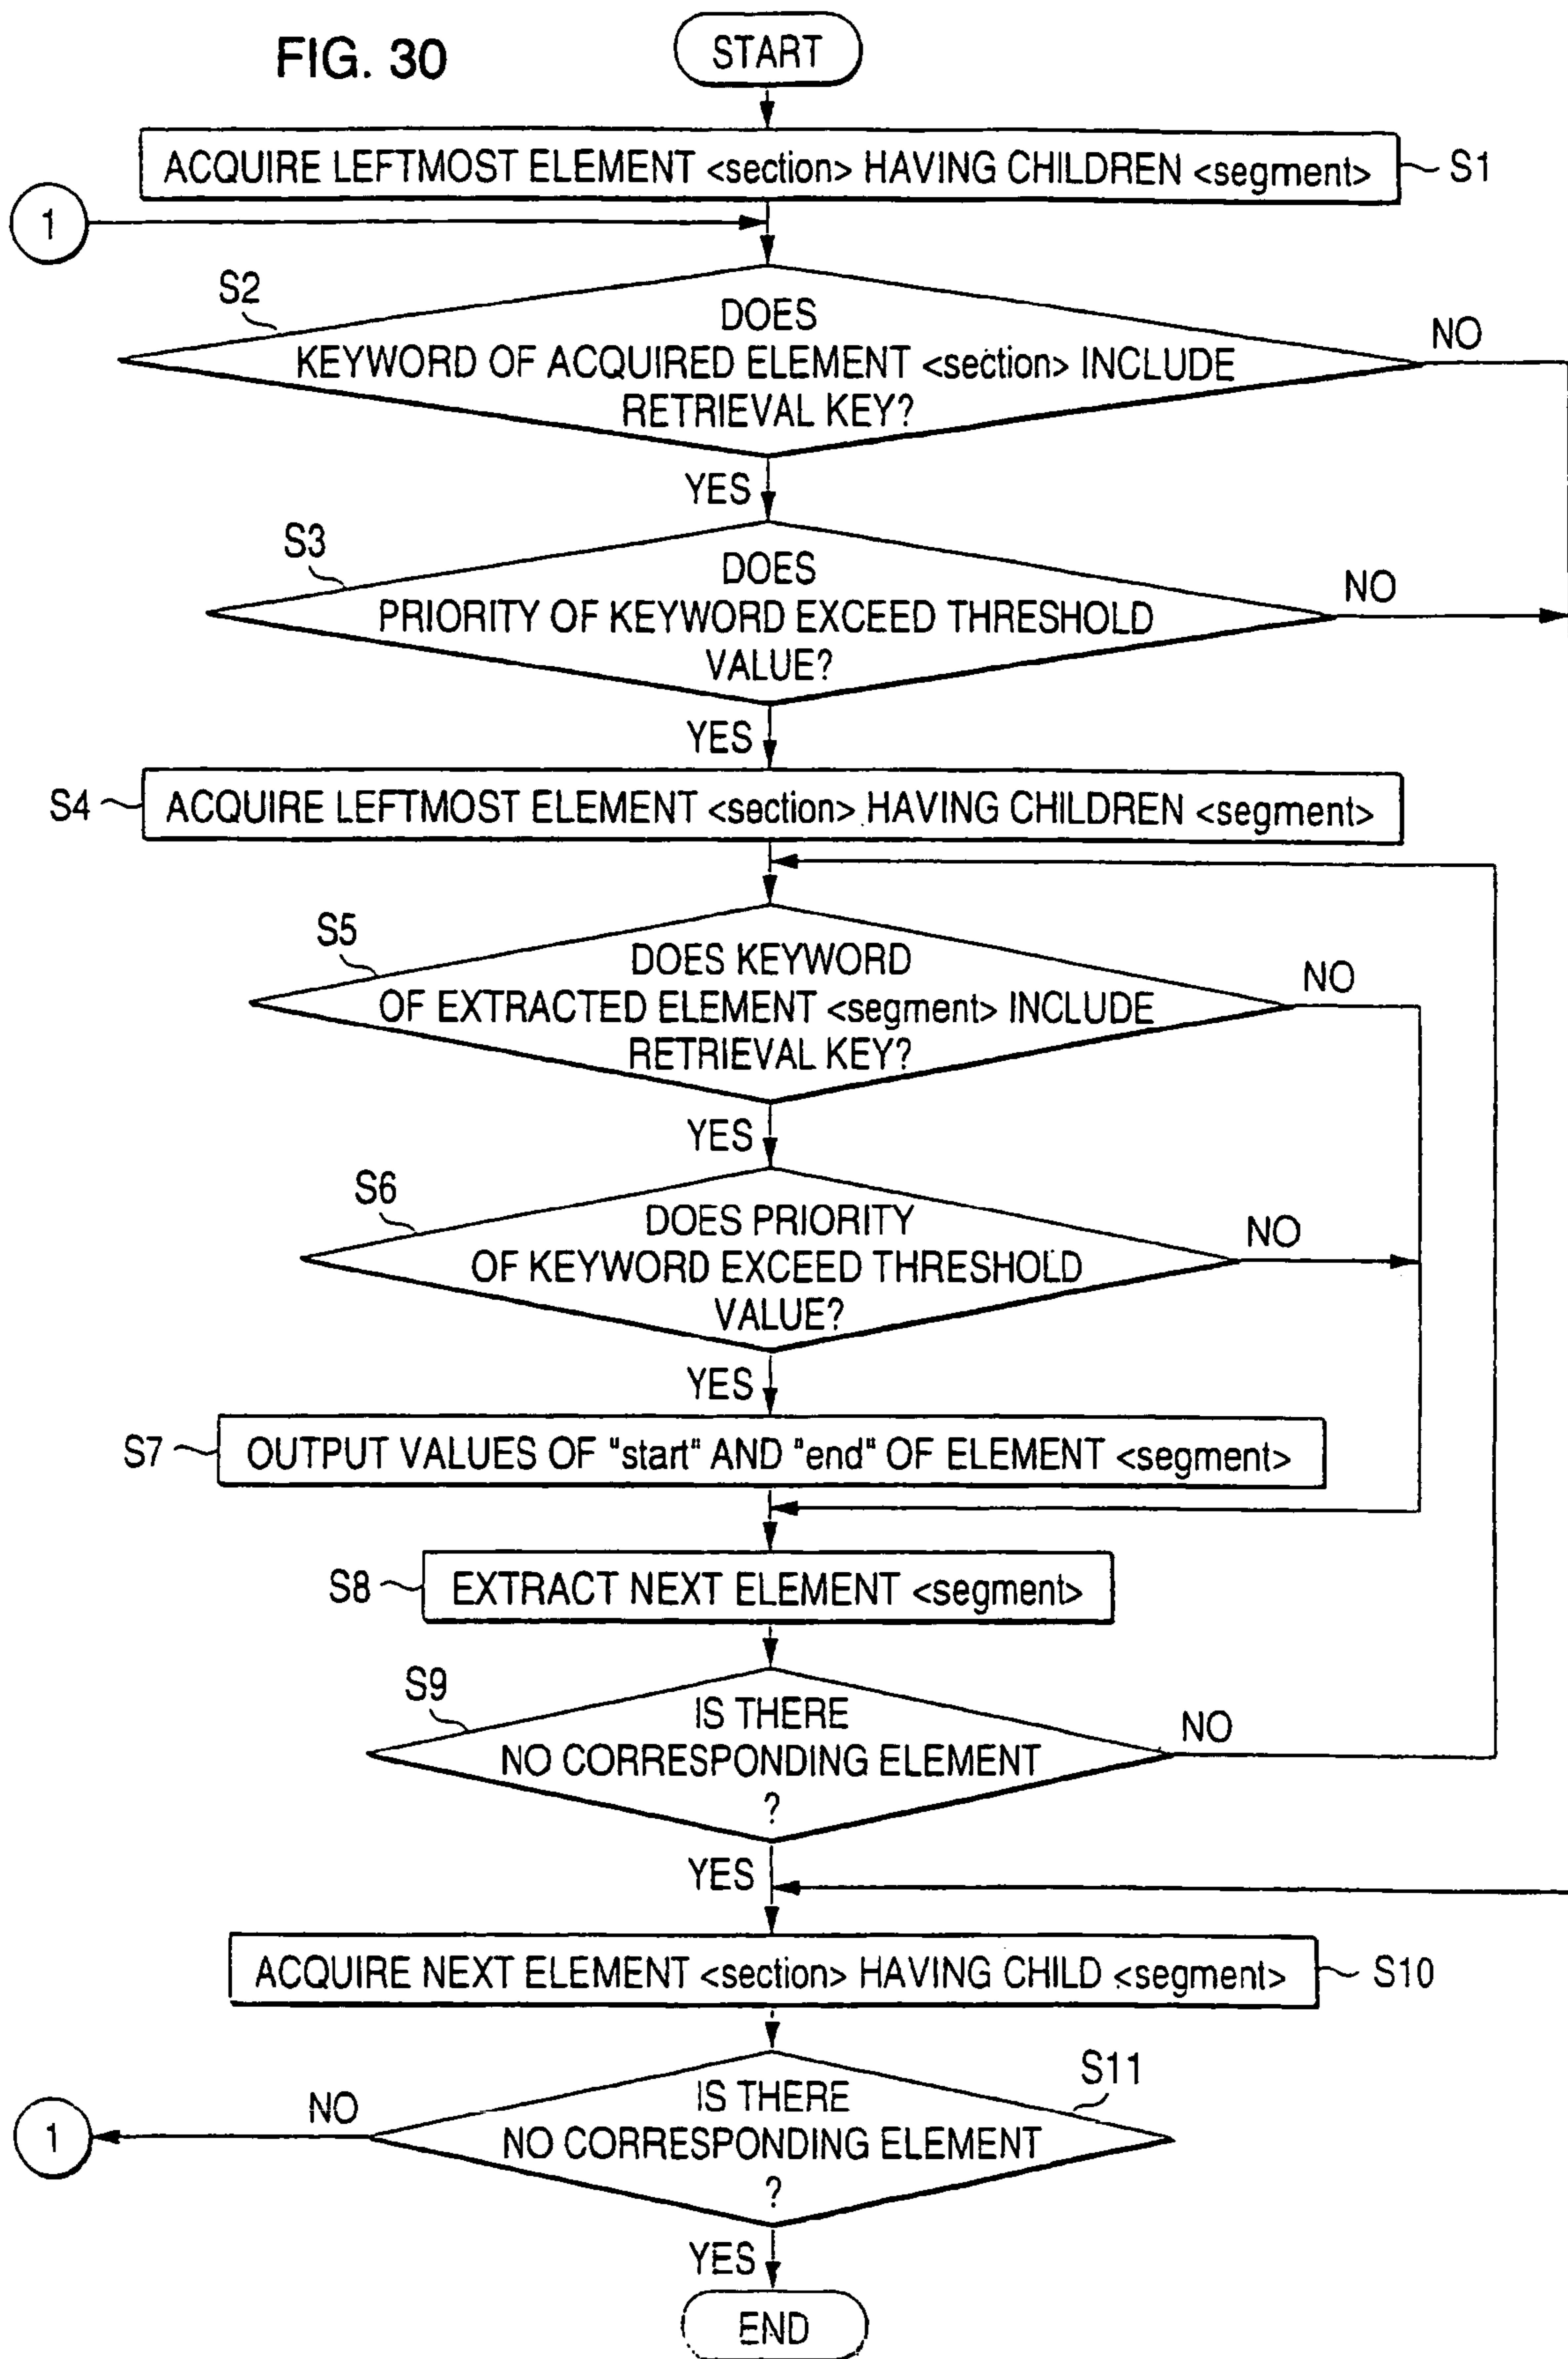 FIG. 30
START
ACQUIRE LEFTMOST ELEMENT <section> HAVING CHILDREN <segment>
S1
1
S2
DOES
KEYWORD OF ACQUIRED ELEMENT <section> INCLUDE
RETRIEVAL KEY?
NO
YES
S3
DOES
PRIORITY OF KEYWORD EXCEED THRESHOLD
VALUE?
NO
YES
S4
ACQUIRE LEFTMOST ELEMENT <section> HAVING CHILDREN <segment>
S5
DOES KEYWORD
OF EXTRACTED ELEMENT <segment> INCLUDE
RETRIEVAL KEY?
NO
YES
S6
DOES PRIORITY
OF KEYWORD EXCEED THRESHOLD
VALUE?
NO
YES
S7
OUTPUT VALUES OF "start" AND "end" OF ELEMENT <segment>
S8
EXTRACT NEXT ELEMENT <segment>
S9
IS THERE
NO CORRESPONDING ELEMENT
?
NO
YES
ACQUIRE NEXT ELEMENT <section> HAVING CHILD <segment>
S10
S11
IS THERE
NO CORRESPONDING ELEMENT
?
NO
1
YES
END